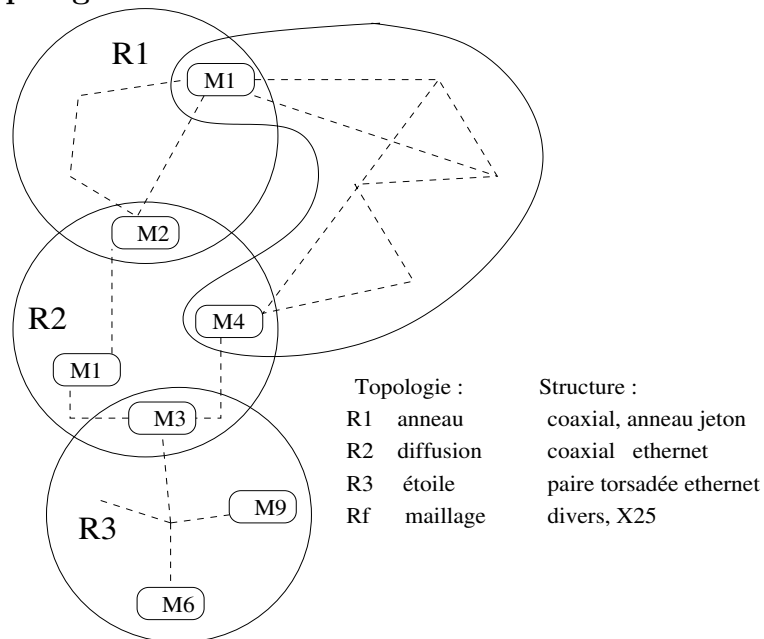 R1
M1
M2
R2
M4
M1
M3
R3
M9
M6
Topologie : Structure :
R1 anneau coaxial, anneau jeton
R2 diffusion coaxial ethernet
R3 étoile paire torsadée ethernet
Rf maillage divers, X25